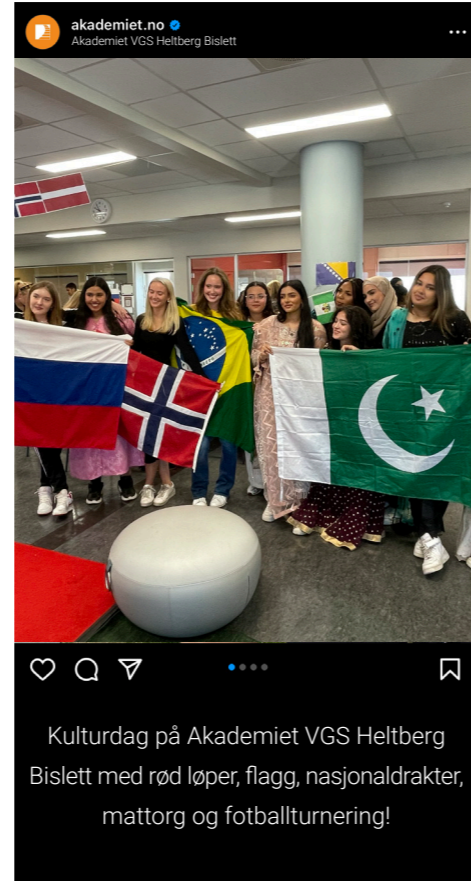 akademiet.no
Akademiet VGS Heltberg Bislett
Kulturdag på Akademiet VGS Heltberg
Bislett med rød løper, flagg, nasjonaldrakter,
mattorg og fotballturnering!